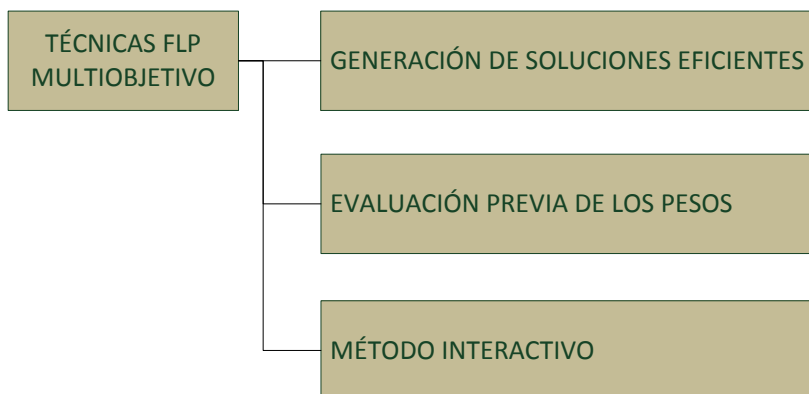 TÉCNICAS FLP
MULTIOBJETIVO
GENERACIÓN DE SOLUCIONES EFICIENTES
EVALUACIÓN PREVIA DE LOS PESOS
MÉTODO INTERACTIVO